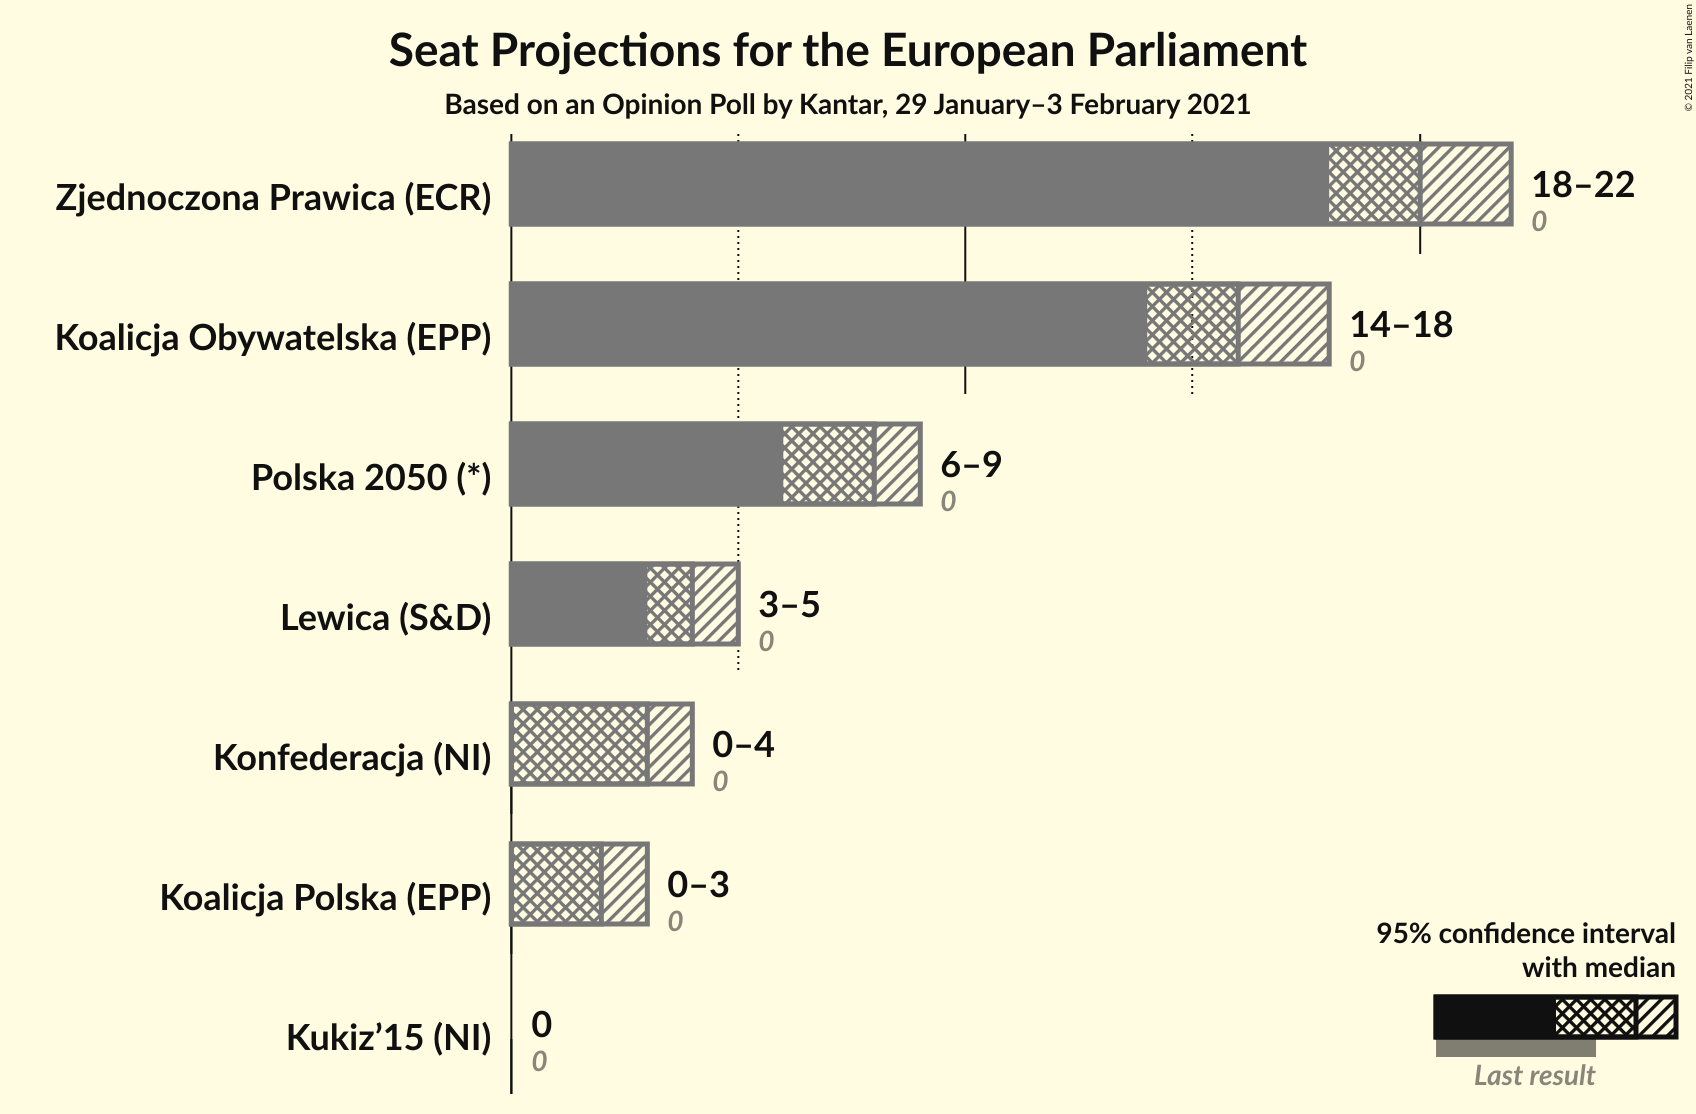 Seat Projections for the European Parliament
Based on an Opinion Poll by Kantar, 29 January–3 February 2021
© 2021 Filip van Laenen
Zjednoczona Prawica (ECR)
18–22
0
Koalicja Obywatelska (EPP)
14–18
0
Polska 2050 (*)
6–9
0
Lewica (S&D)
3–5
0
Konfederacja (NI)
0–4
0
Koalicja Polska (EPP)
0–3
0
Kukiz’15 (NI)
0
0
95% confidence interval
with median
Last result